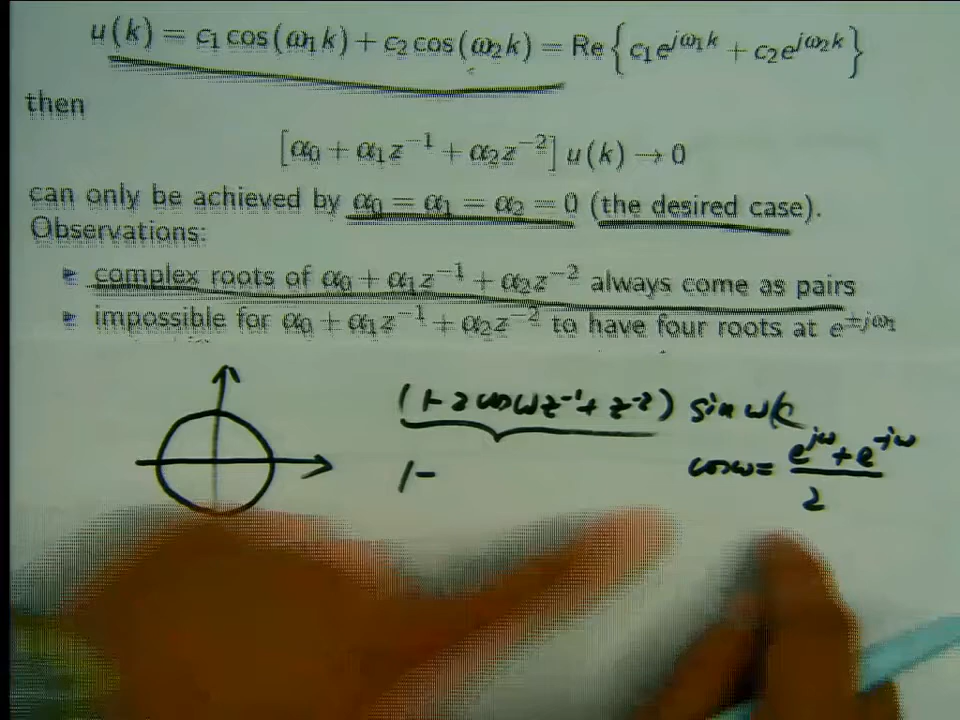 u(k) = c₁ cos(ω₁k) + c₂ cos(ω₂k) = Re {c₁e^{jω₁k} + c₂e^{jω₂k}}
then
[α₀ + α₁z⁻¹ + α₂z⁻²] u(k) → 0
can only be achieved by α₀ = α₁ = α₂ = 0 (the desired case).
Observations:
► complex roots of α₀ + α₁z⁻¹ + α₂z⁻² always come as pairs
► impossible for α₀ + α₁z⁻¹ + α₂z⁻² to have four roots at e^{±jω₁}
(1 - 2 cos ω z⁻¹ + z⁻²) sin ωk
1 -
cos ω = (e^{jω} + e^{-jω}) / 2